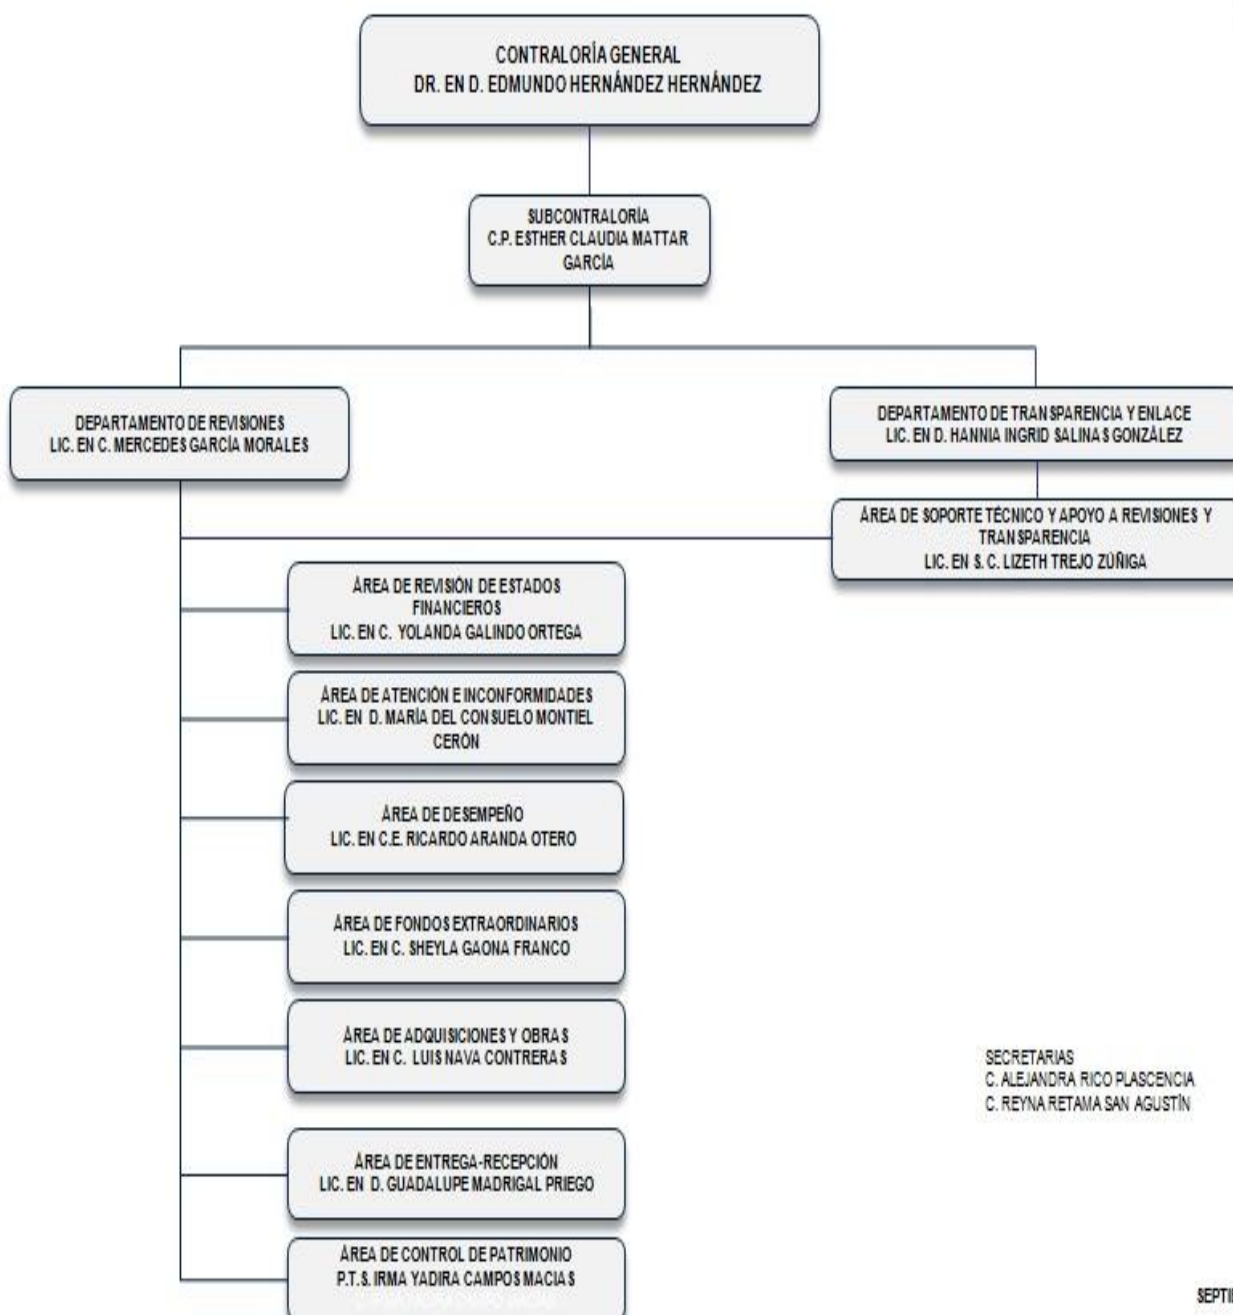 CONTRALORÍA GENERAL
DR. EN D. EDMUNDO HERNÁNDEZ HERNÁNDEZ
SUBCONTRALORÍA
C.P. ESTHER CLAUDIA MATTAR
GARCÍA
DEPARTAMENTO DE REVISIONES
LIC. EN C. MERCEDES GARCÍA MORALES
DEPARTAMENTO DE TRANSPARENCIA Y ENLACE
LIC. EN D. HANNIA INGRID SALINAS GONZÁLEZ
ÁREA DE SOPORTE TÉCNICO Y APOYO A REVISIONES Y
TRANSPARENCIA
LIC. EN S. C. LIZETH TREJO ZÚÑIGA
ÁREA DE REVISIÓN DE ESTADOS
FINANCIEROS
LIC. EN C. YOLANDA GALINDO ORTEGA
ÁREA DE ATENCIÓN E INCONFORMIDADES
LIC. EN D. MARÍA DEL CONSUELO MONTIEL
CERÓN
ÁREA DE DESEMPEÑO
LIC. EN C.E. RICARDO ARANDA OTERO
ÁREA DE FONDOS EXTRAORDINARIOS
LIC. EN C. SHEYLA GAONA FRANCO
ÁREA DE ADQUISICIONES Y OBRAS
LIC. EN C. LUIS NAVA CONTRERAS
ÁREA DE ENTREGA-RECEPCIÓN
LIC. EN D. GUADALUPE MADRIGAL PRIEGO
ÁREA DE CONTROL DE PATRIMONIO
P.T.S. IRMA YADIRA CAMPOS MACIAS
SECRETARIAS
C. ALEJANDRA RICO PLASCENCIA
C. REYNA RETAMA SAN AGUSTÍN